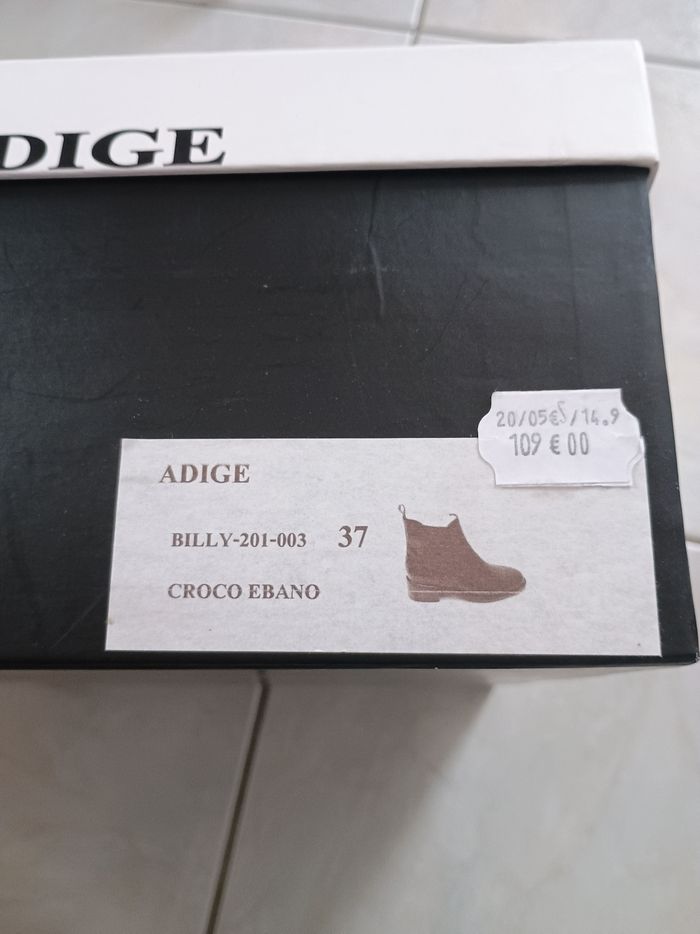 DIGE
20/05€S/14.9
109 € 00
ADIGE
BILLY-201-003 37
CROCO EBANO